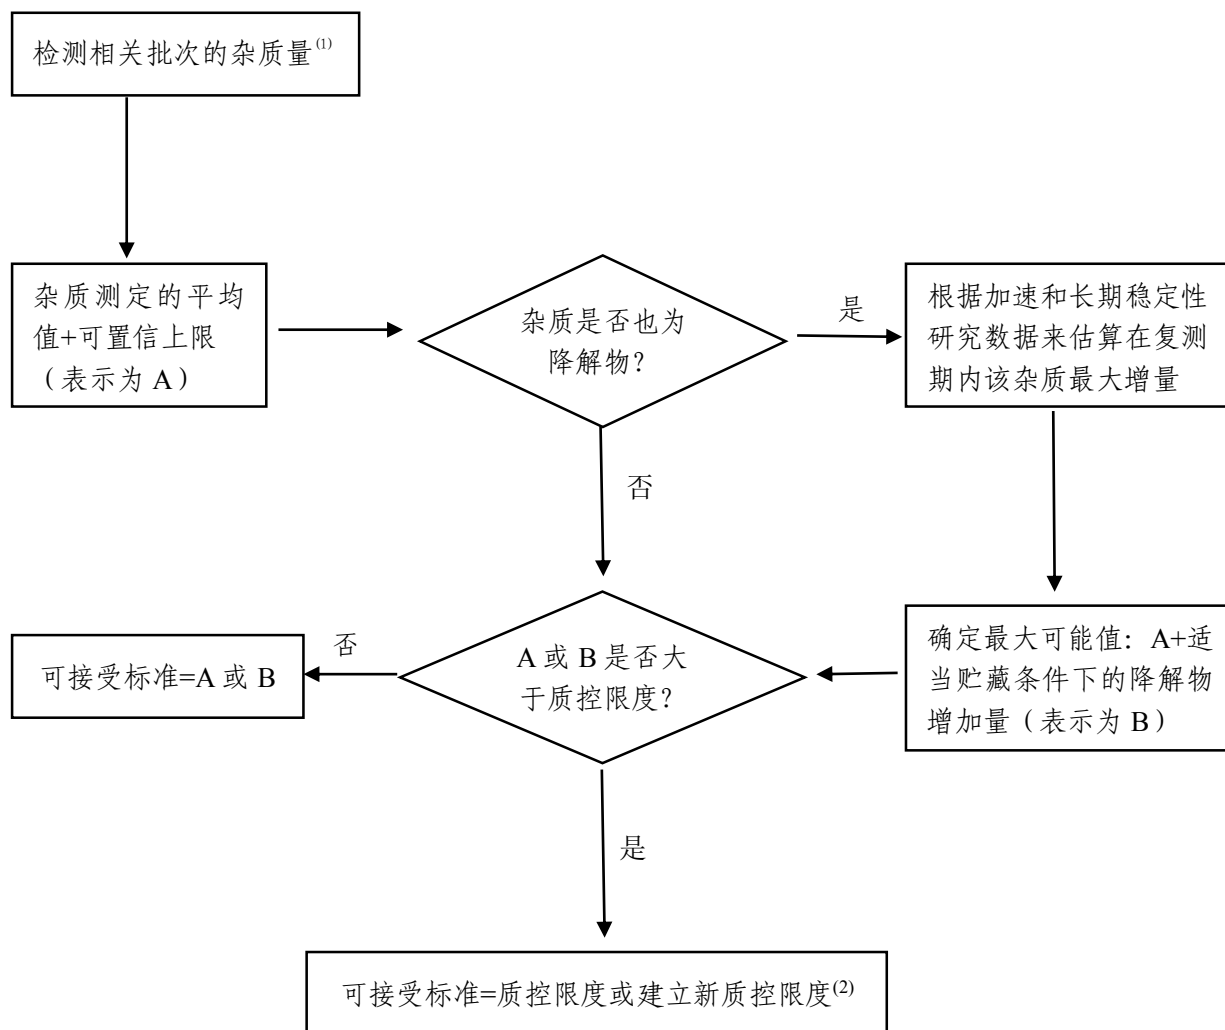 检测相关批次的杂质量(1)
杂质测定的平均
值+可置信上限
（表示为 A）
杂质是否也为
降解物？
是
根据加速和长期稳定性
研究数据来估算在复测
期内该杂质最大增量
否
确定最大可能值：A+适
当贮藏条件下的降解物
增加量（表示为 B）
A 或 B 是否大
于质控限度？
否
可接受标准=A 或 B
是
可接受标准=质控限度或建立新质控限度(2)